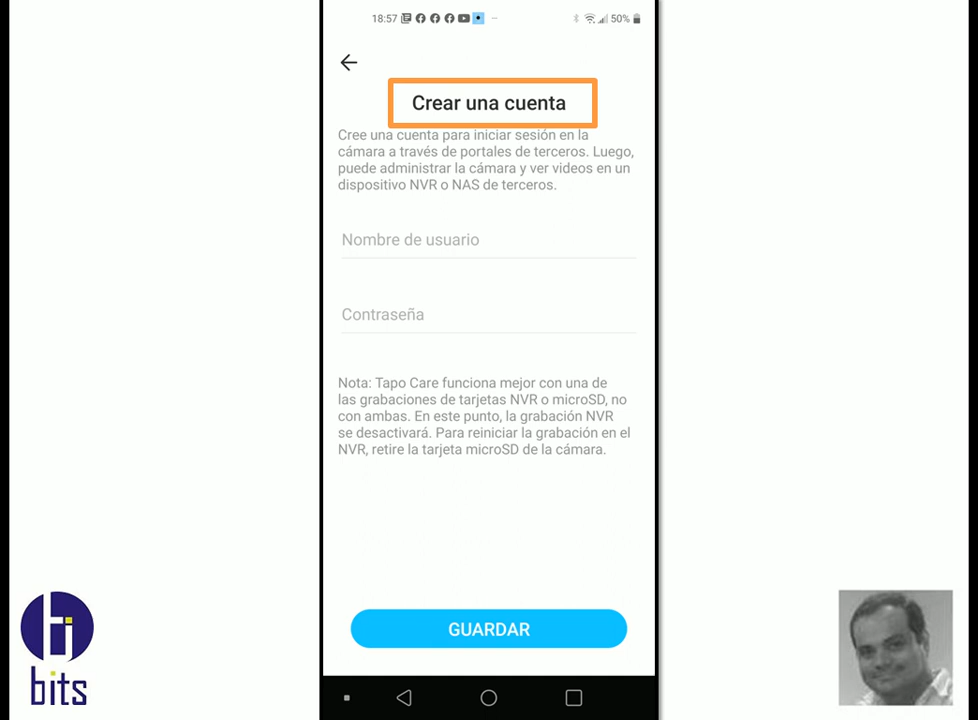 18:57
50%
Crear una cuenta
Cree una cuenta para iniciar sesión en la
cámara a través de portales de terceros. Luego,
puede administrar la cámara y ver videos en un
dispositivo NVR o NAS de terceros.
Nombre de usuario
Contraseña
Nota: Tapo Care funciona mejor con una de
las grabaciones de tarjetas NVR o microSD, no
con ambas. En este punto, la grabación NVR
se desactivará. Para reiniciar la grabación en el
NVR, retire la tarjeta microSD de la cámara.
GUARDAR
bits